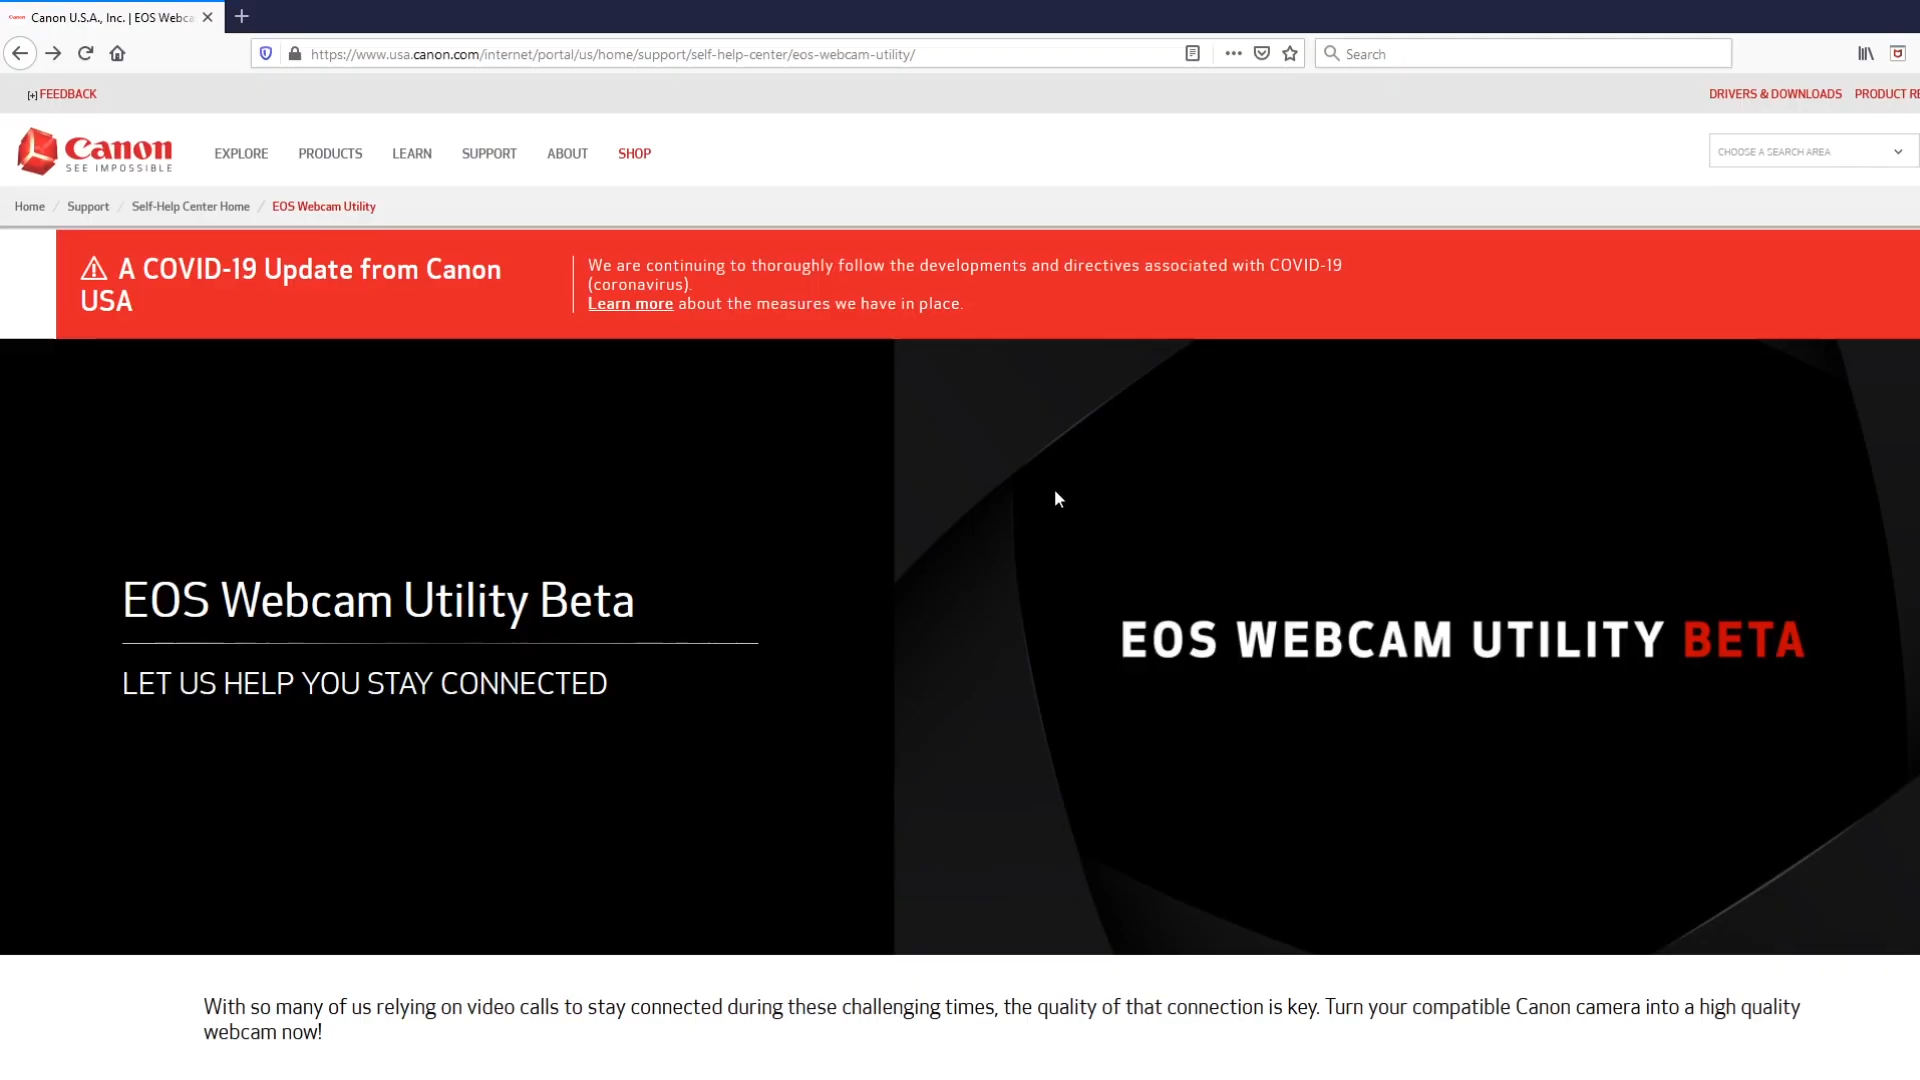 Canon U.S.A., Inc. | EOS Webca
https://www.usa.canon.com/internet/portal/us/home/support/self-help-center/eos-webcam-utility/
Search
[+] FEEDBACK
DRIVERS & DOWNLOADS
PRODUCT RE
Canon
SEE IMPOSSIBLE
EXPLORE
PRODUCTS
LEARN
SUPPORT
ABOUT
SHOP
CHOOSE A SEARCH AREA
Home / Support / Self-Help Center Home / EOS Webcam Utility
A COVID-19 Update from Canon
USA
We are continuing to thoroughly follow the developments and directives associated with COVID-19
(coronavirus).
Learn more about the measures we have in place.
EOS Webcam Utility Beta
LET US HELP YOU STAY CONNECTED
EOS WEBCAM UTILITY BETA
With so many of us relying on video calls to stay connected during these challenging times, the quality of that connection is key. Turn your compatible Canon camera into a high quality
webcam now!